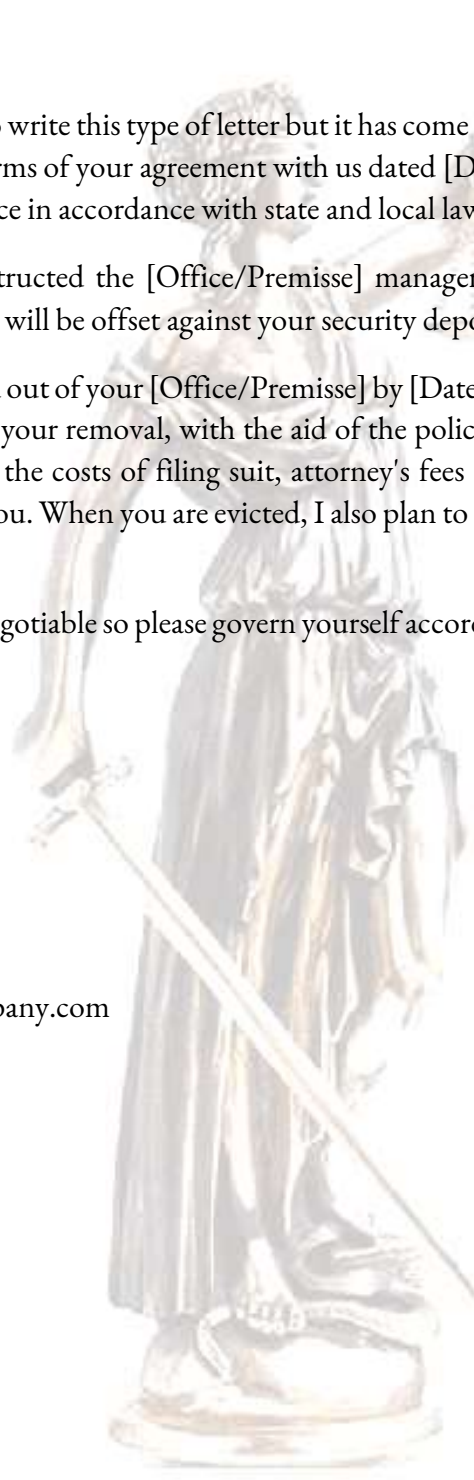 write this type of letter but it has come
rms of your agreement with us dated [D
ce in accordance with state and local law
tructed the [Office/Premisse] manager
will be offset against your security depo
out of your [Office/Premisse] by [Date
your removal, with the aid of the polic
the costs of filing suit, attorney's fees
ou. When you are evicted, I also plan to
gotiable so please govern yourself accor
pany.com